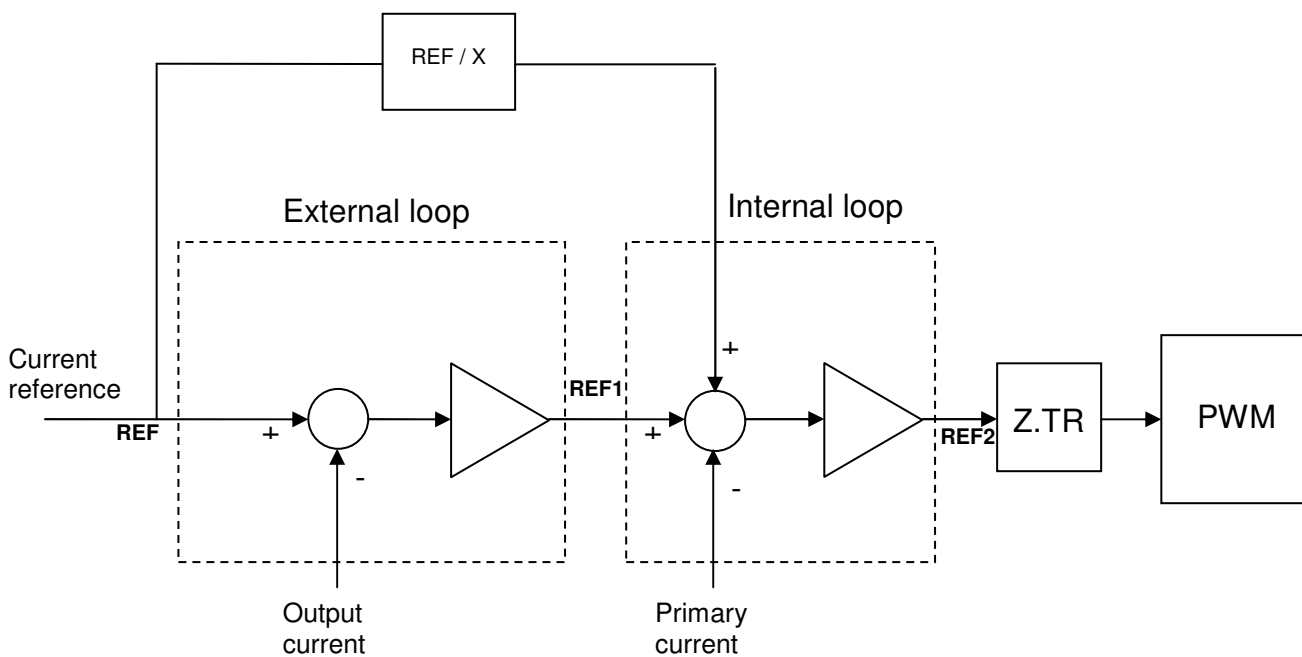 REF / X
External loop
Internal loop
Current
reference
REF
+
-
REF1
+
+
-
REF2
Z.TR
PWM
Output
current
Primary
current